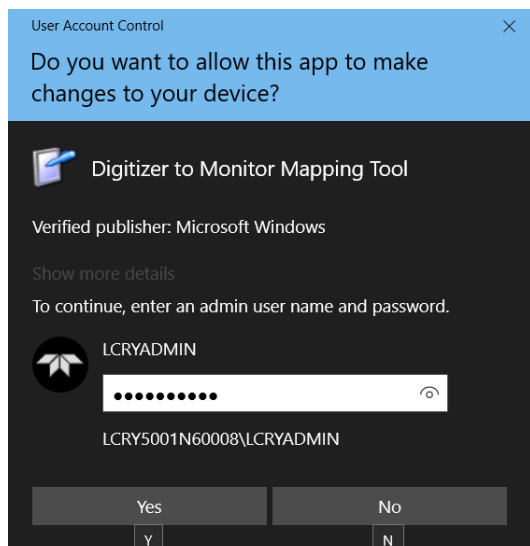 User Account Control
Do you want to allow this app to make
changes to your device?
Digitizer to Monitor Mapping Tool
Verified publisher: Microsoft Windows
Show more details
To continue, enter an admin user name and password.
LCRYADMIN
●●●●●●●●●●
LCRY5001N60008\LCRYADMIN
Yes
No
Y
N